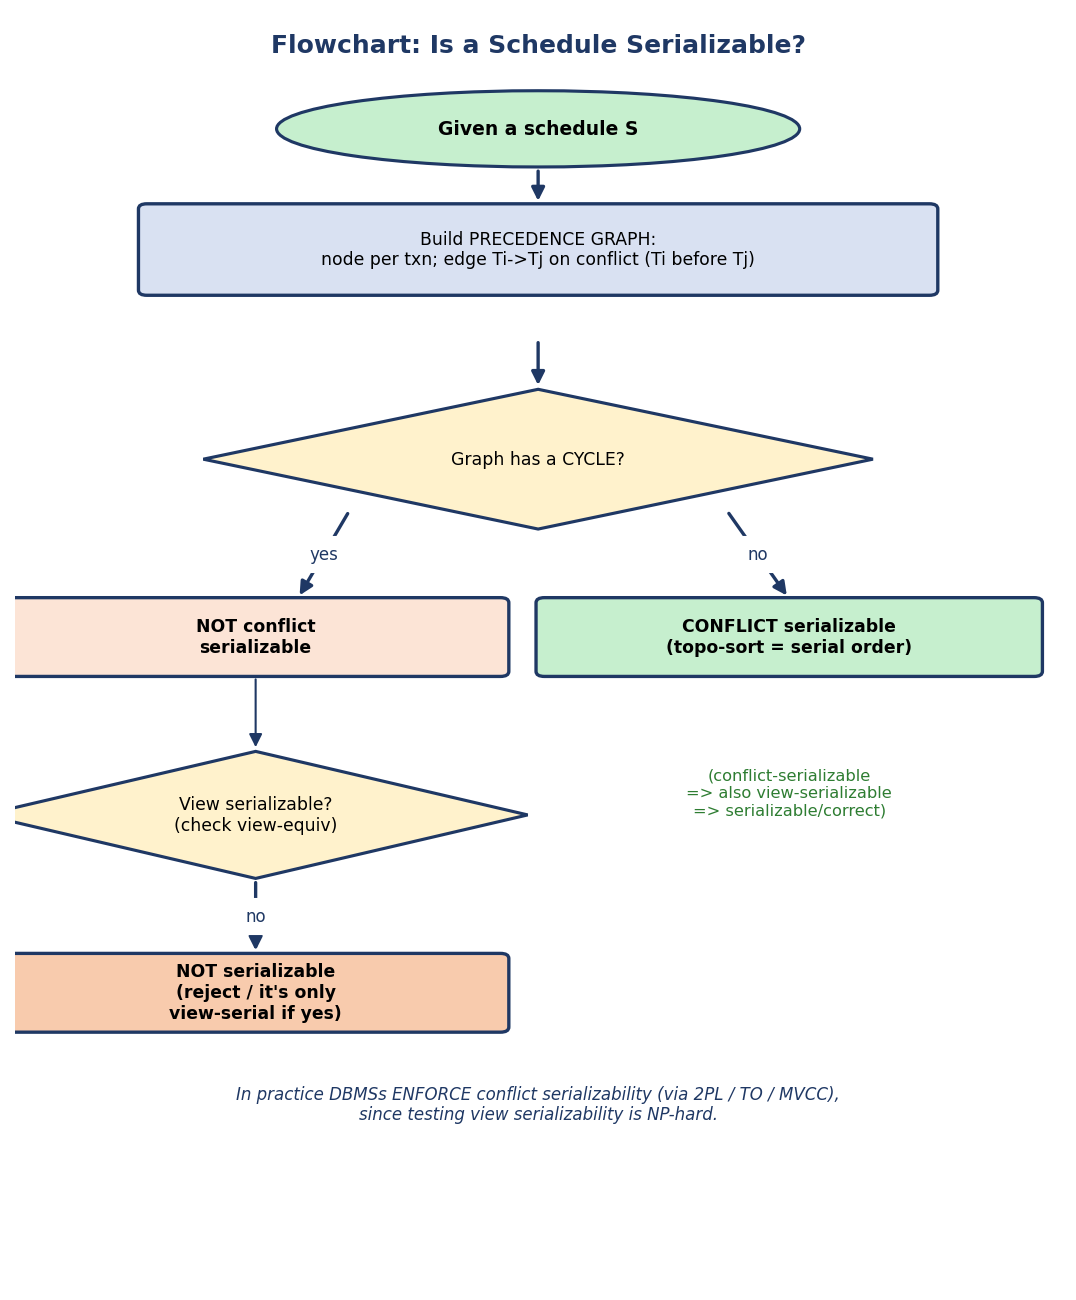 Flowchart: Is a Schedule Serializable?
Given a schedule S
Build PRECEDENCE GRAPH:
node per txn; edge Ti->Tj on conflict (Ti before Tj)
Graph has a CYCLE?
yes
no
NOT conflict
serializable
CONFLICT serializable
(topo-sort = serial order)
View serializable?
(check view-equiv)
(conflict-serializable
=> also view-serializable
=> serializable/correct)
no
NOT serializable
(reject / it's only
view-serial if yes)
In practice DBMSs ENFORCE conflict serializability (via 2PL / TO / MVCC),
since testing view serializability is NP-hard.